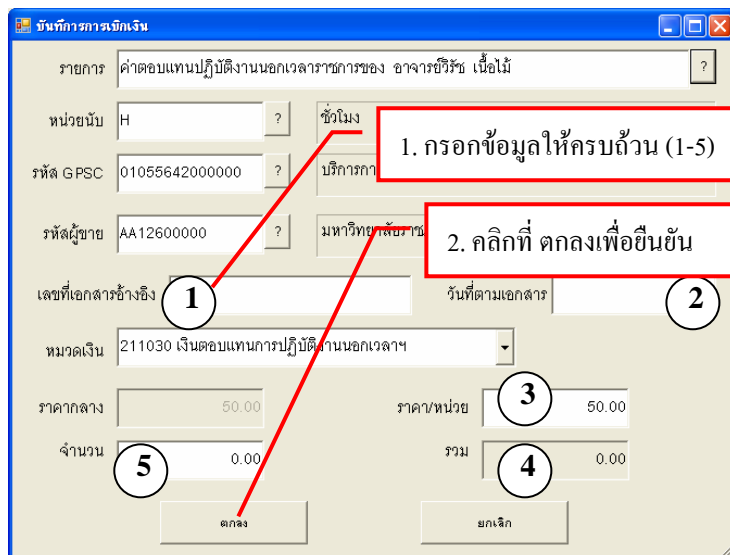 บันทึการการเบิกเงิน
รายการ ค่าตอบแทนปฏิบัติงานนอกเวลาราชการของ อาจารย์วิรัช เนื้อไม้ ?
หน่วยนับ H ? ชั่วโมง
1. กรอกข้อมูลให้ครบถ้วน (1-5)
รหัส GPSC 01055642000000 ? บริการกา
รหัสผู้ขาย AA12600000 ? มหาวิทยาลัยราช
2. คลิกที่ ตกลงเพื่อยืนยัน
เลขที่เอกสารอ้างอิง 1 วันที่ตามเอกสาร 2
หมวดเงิน 211030 เงินตอบแทนการปฏิบัติงานนอกเวลาฯ
ราคากลาง 50.00 ราคา/หน่วย 3 50.00
จำนวน 5 0.00 รวม 4 0.00
ตกลง ยกเลิก